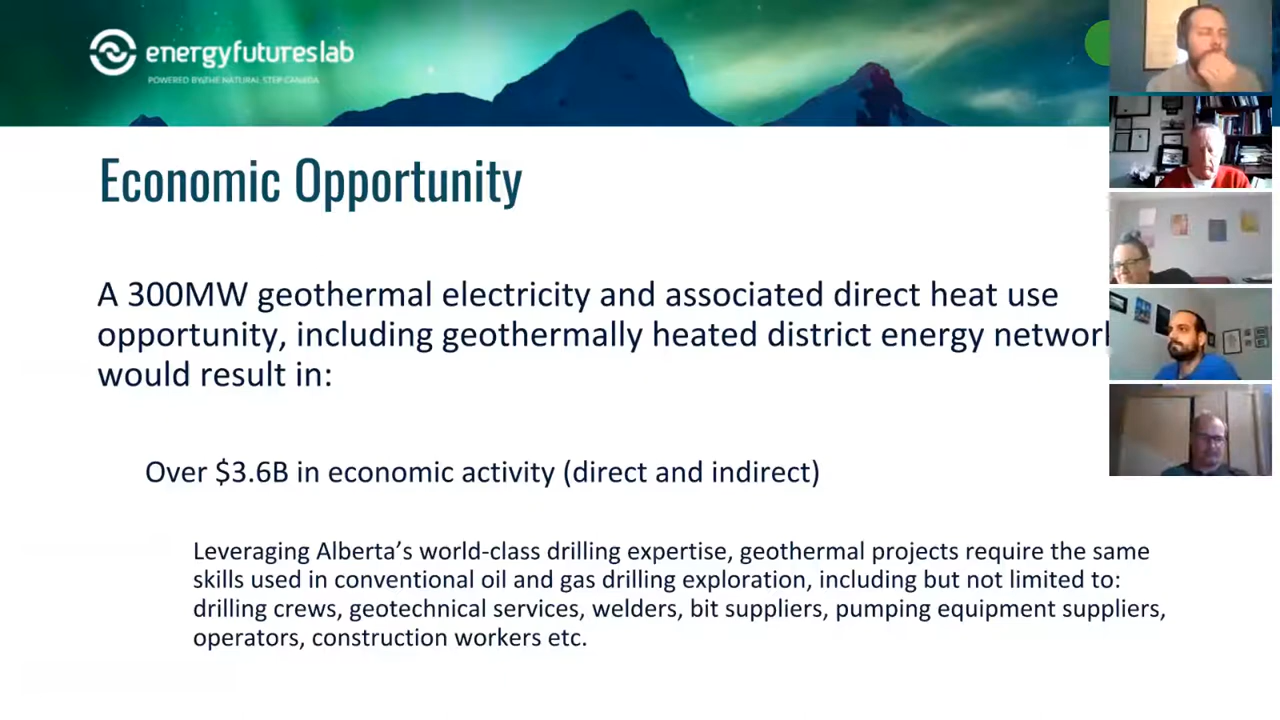 energyfutureslab
POWERED BY THE NATURAL STEP CANADA
Economic Opportunity
A 300MW geothermal electricity and associated direct heat use
opportunity, including geothermally heated district energy network
would result in:
Over $3.6B in economic activity (direct and indirect)
Leveraging Alberta’s world-class drilling expertise, geothermal projects require the same
skills used in conventional oil and gas drilling exploration, including but not limited to:
drilling crews, geotechnical services, welders, bit suppliers, pumping equipment suppliers,
operators, construction workers etc.